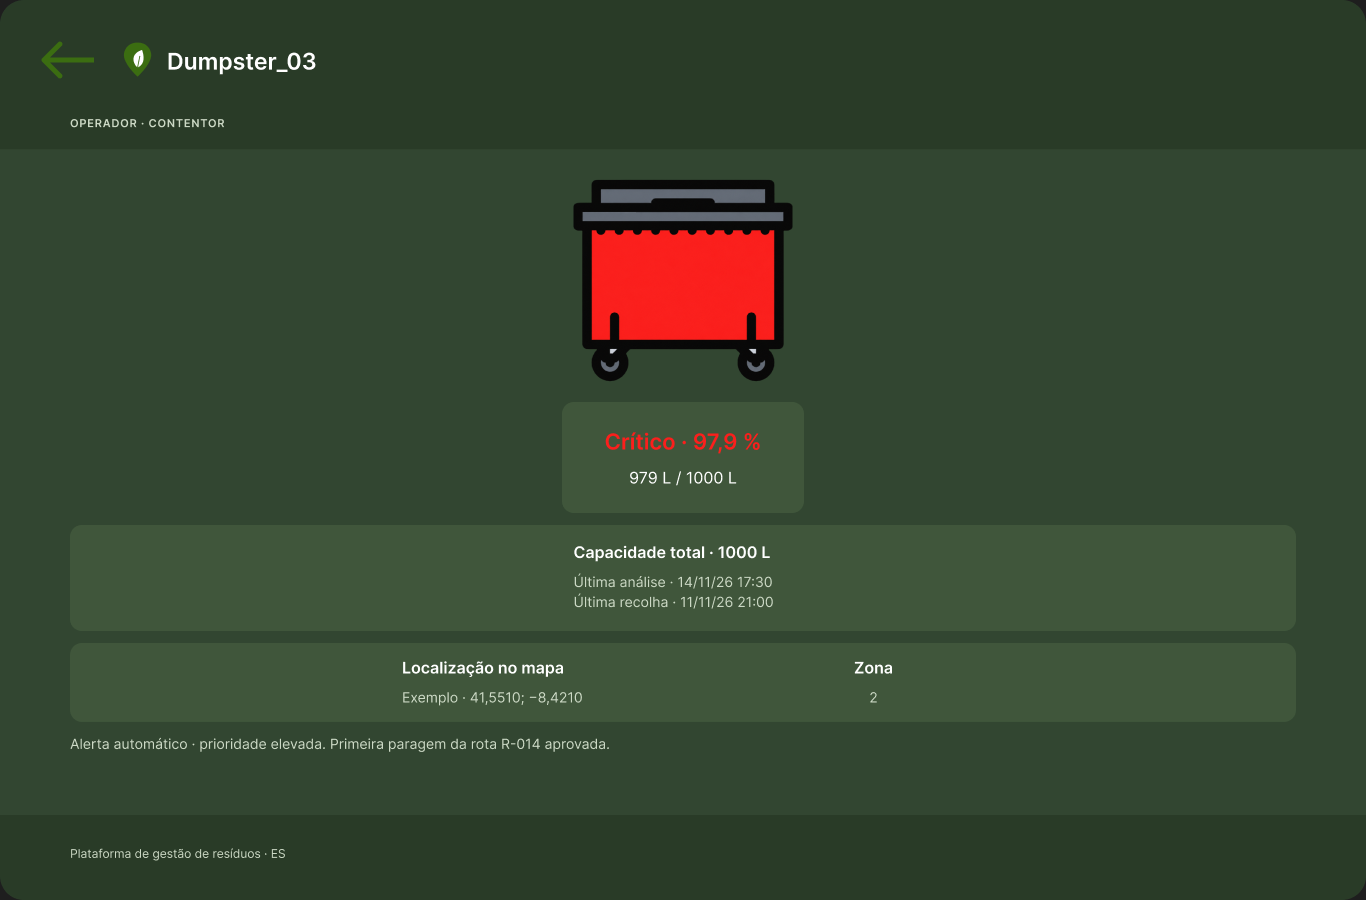 Dumpster_03
OPERADOR · CONTENTOR
Crítico · 97,9 %
979 L / 1000 L
Capacidade total · 1000 L
Última análise · 14/11/26 17:30
Última recolha · 11/11/26 21:00
Localização no mapa
Exemplo · 41,5510; −8,4210
Zona
2
Alerta automático · prioridade elevada. Primeira paragem da rota R-014 aprovada.
Plataforma de gestão de resíduos · ES